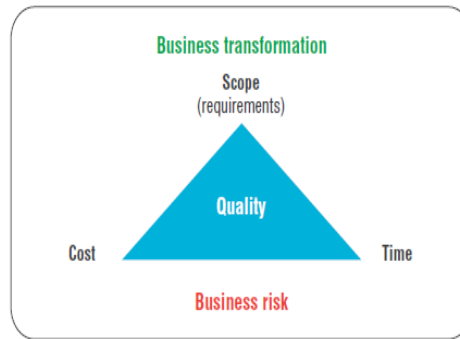 Business transformation
Scope
(requirements)
Quality
Cost
Time
Business risk